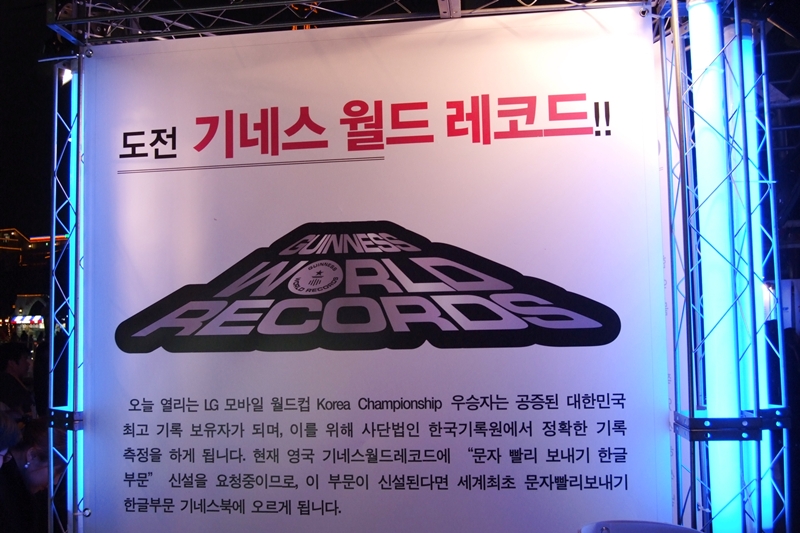 도전 기네스 월드 레코드!!
GUINNESS
WORLD
RECORDS
GUINNESS
WORLD RECORDS
오늘 열리는 LG 모바일 월드컵 Korea Championship 우승자는 공증된 대한민국
최고 기록 보유자가 되며, 이를 위해 사단법인 한국기록원에서 정확한 기록
측정을 하게 됩니다. 현재 영국 기네스월드레코드에 “문자 빨리 보내기 한글
부문” 신설을 요청중이므로, 이 부문이 신설된다면 세계최초 문자빨리보내기
한글부문 기네스북에 오르게 됩니다.